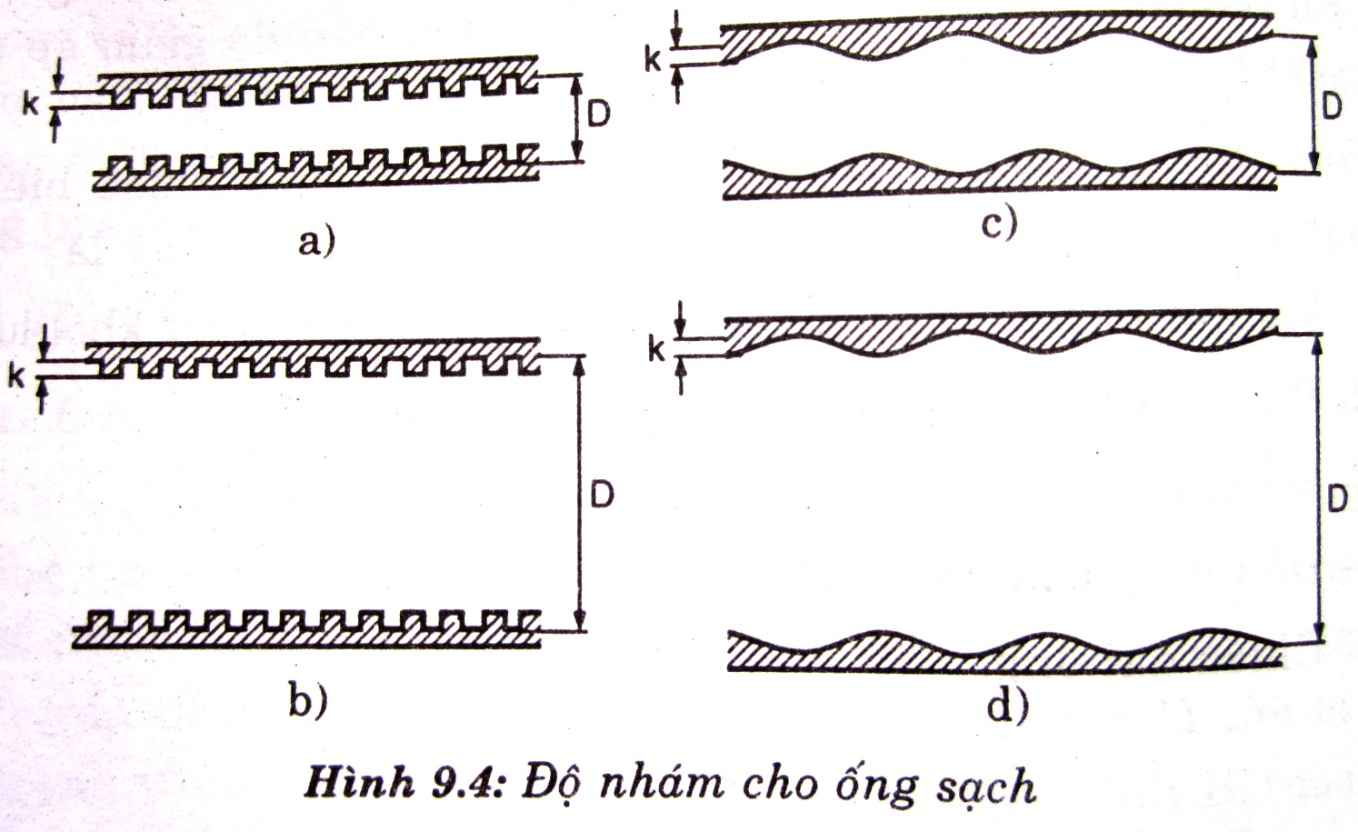 k
D
a)
k
D
c)
k
D
b)
k
D
d)
Hình 9.4: Độ nhám cho ống sạch